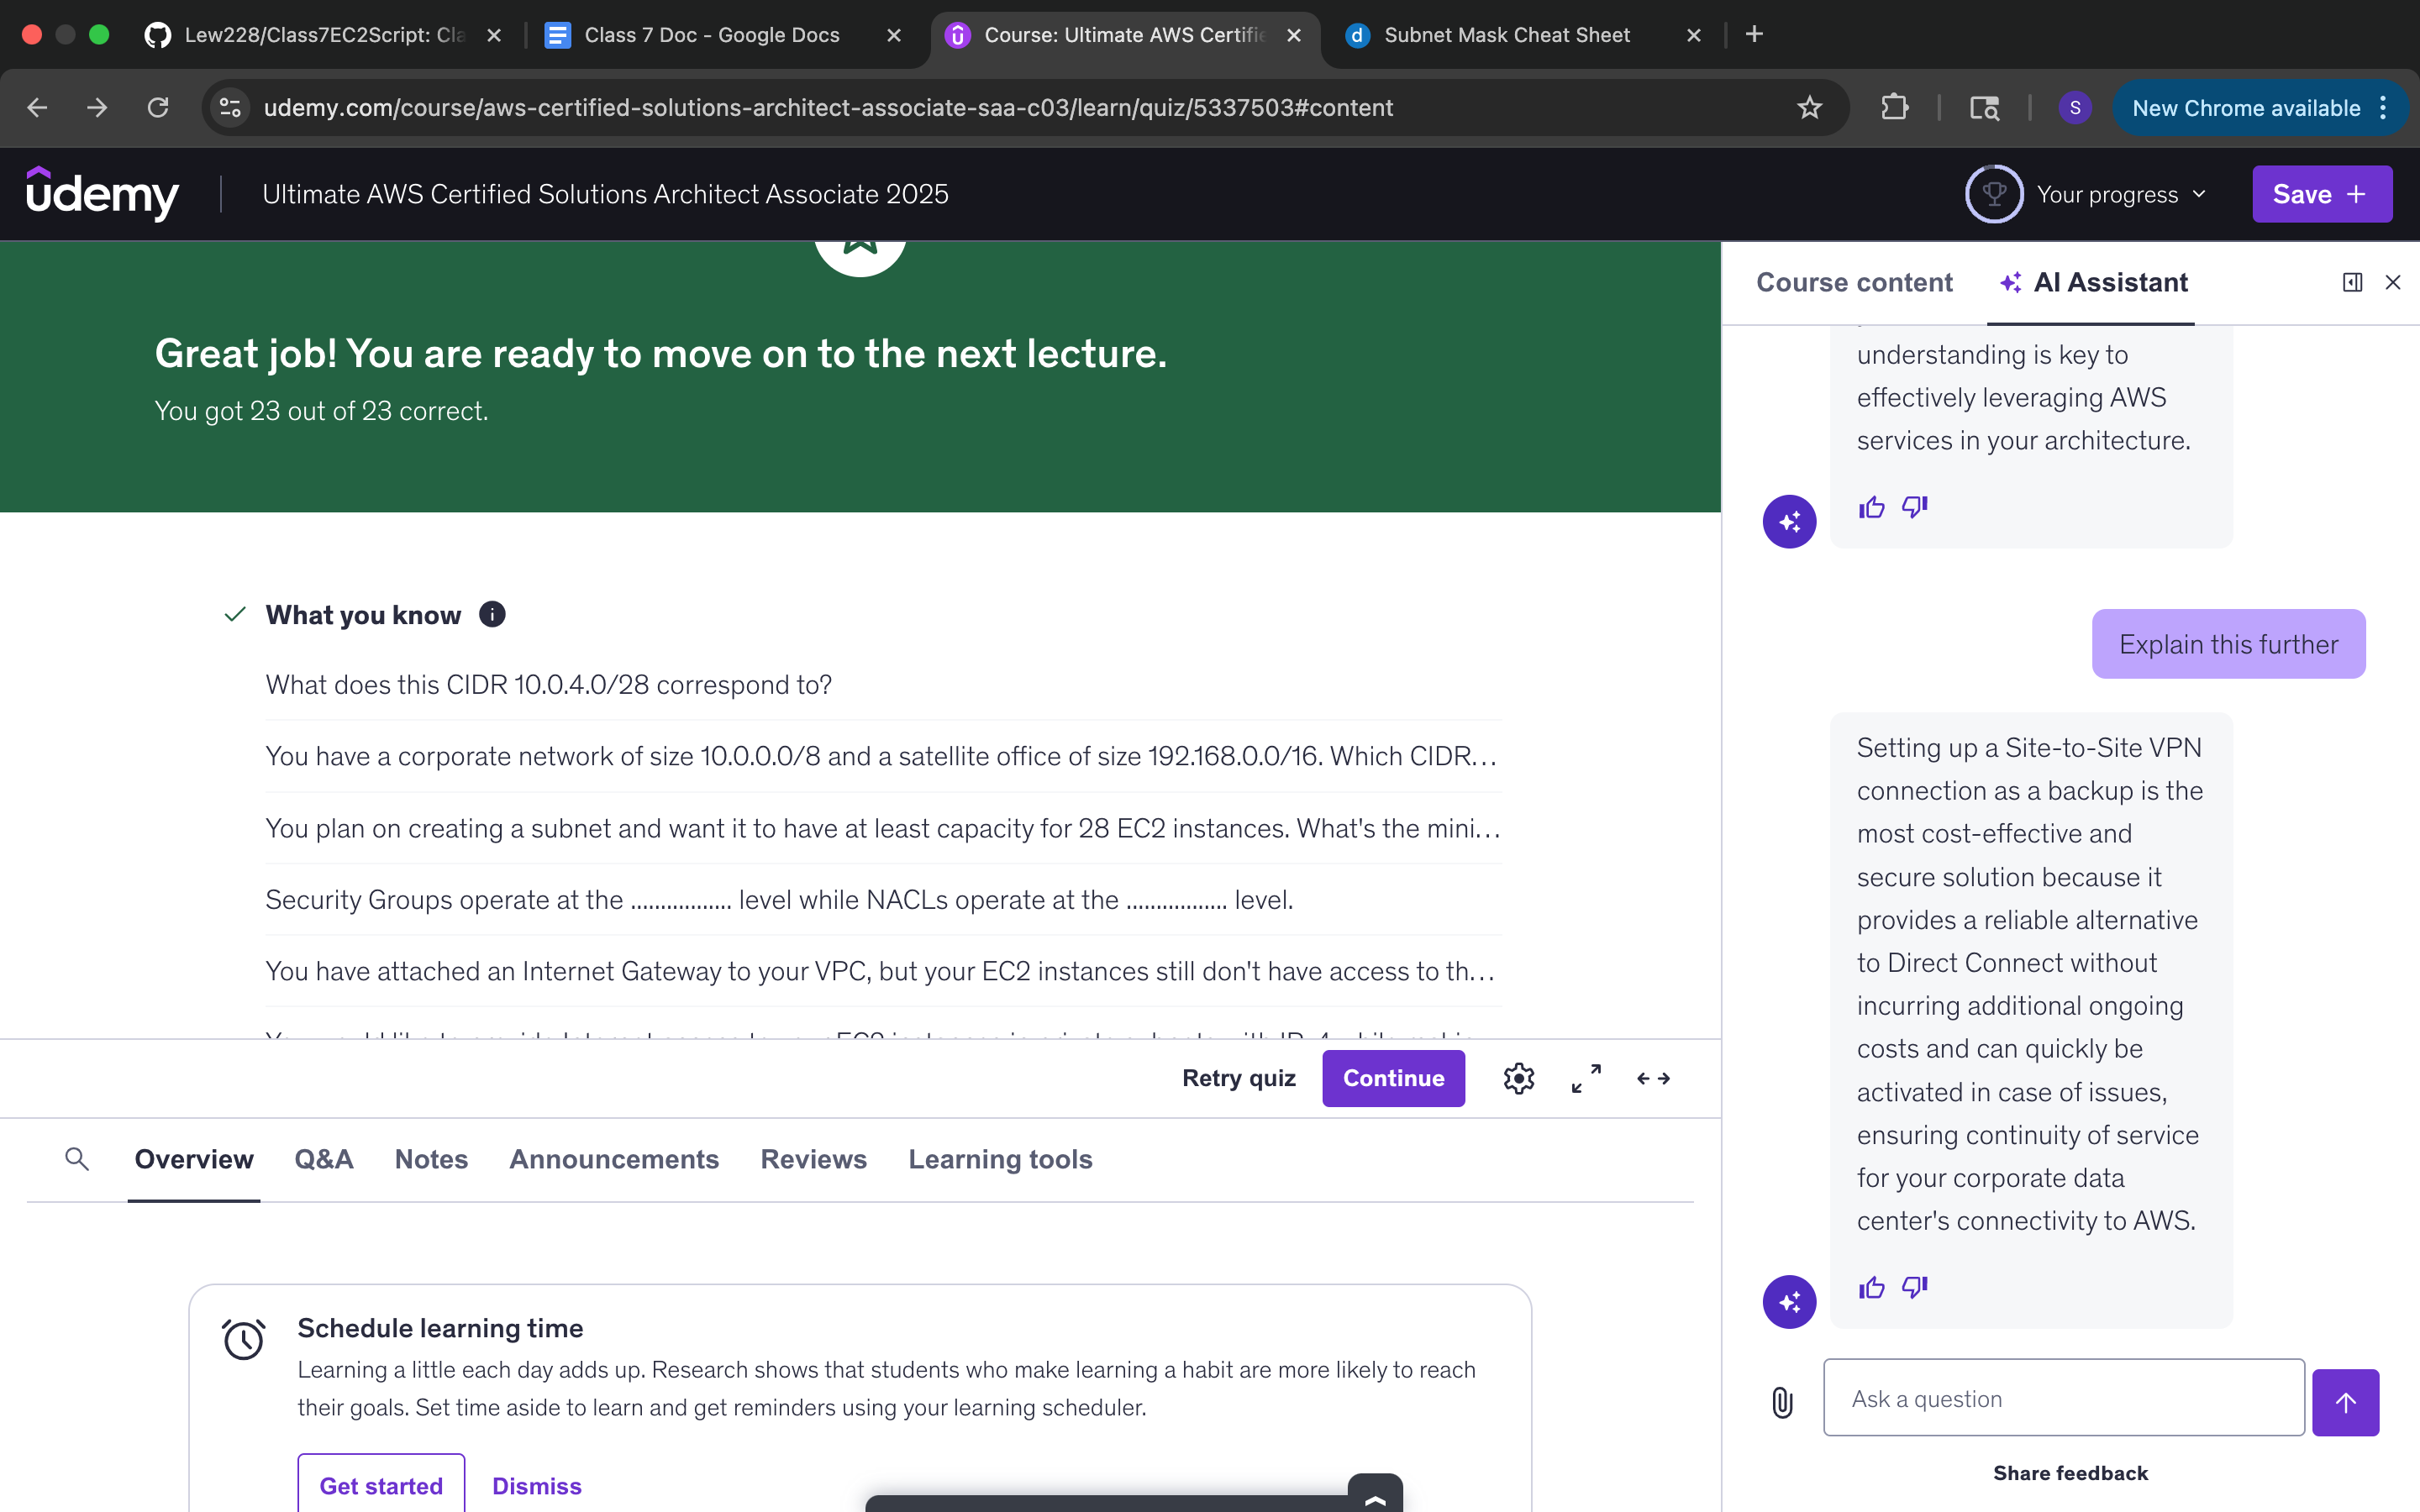 Lew228/Class7EC2Script: Cla
Class 7 Doc - Google Docs
Course: Ultimate AWS Certifie
Subnet Mask Cheat Sheet
udemy.com/course/aws-certified-solutions-architect-associate-saa-c03/learn/quiz/5337503#content
S
New Chrome available
udemy
Ultimate AWS Certified Solutions Architect Associate 2025
Your progress
Save +
Great job! You are ready to move on to the next lecture.
You got 23 out of 23 correct.
What you know
What does this CIDR 10.0.4.0/28 correspond to?
You have a corporate network of size 10.0.0.0/8 and a satellite office of size 192.168.0.0/16. Which CIDR...
You plan on creating a subnet and want it to have at least capacity for 28 EC2 instances. What's the mini...
Security Groups operate at the ................. level while NACLs operate at the ................. level.
You have attached an Internet Gateway to your VPC, but your EC2 instances still don't have access to th...
Retry quiz
Continue
Overview
Q&A
Notes
Announcements
Reviews
Learning tools
Schedule learning time
Learning a little each day adds up. Research shows that students who make learning a habit are more likely to reach
their goals. Set time aside to learn and get reminders using your learning scheduler.
Get started
Dismiss
Course content
AI Assistant
understanding is key to
effectively leveraging AWS
services in your architecture.
Explain this further
Setting up a Site-to-Site VPN
connection as a backup is the
most cost-effective and
secure solution because it
provides a reliable alternative
to Direct Connect without
incurring additional ongoing
costs and can quickly be
activated in case of issues,
ensuring continuity of service
for your corporate data
center's connectivity to AWS.
Ask a question
Share feedback